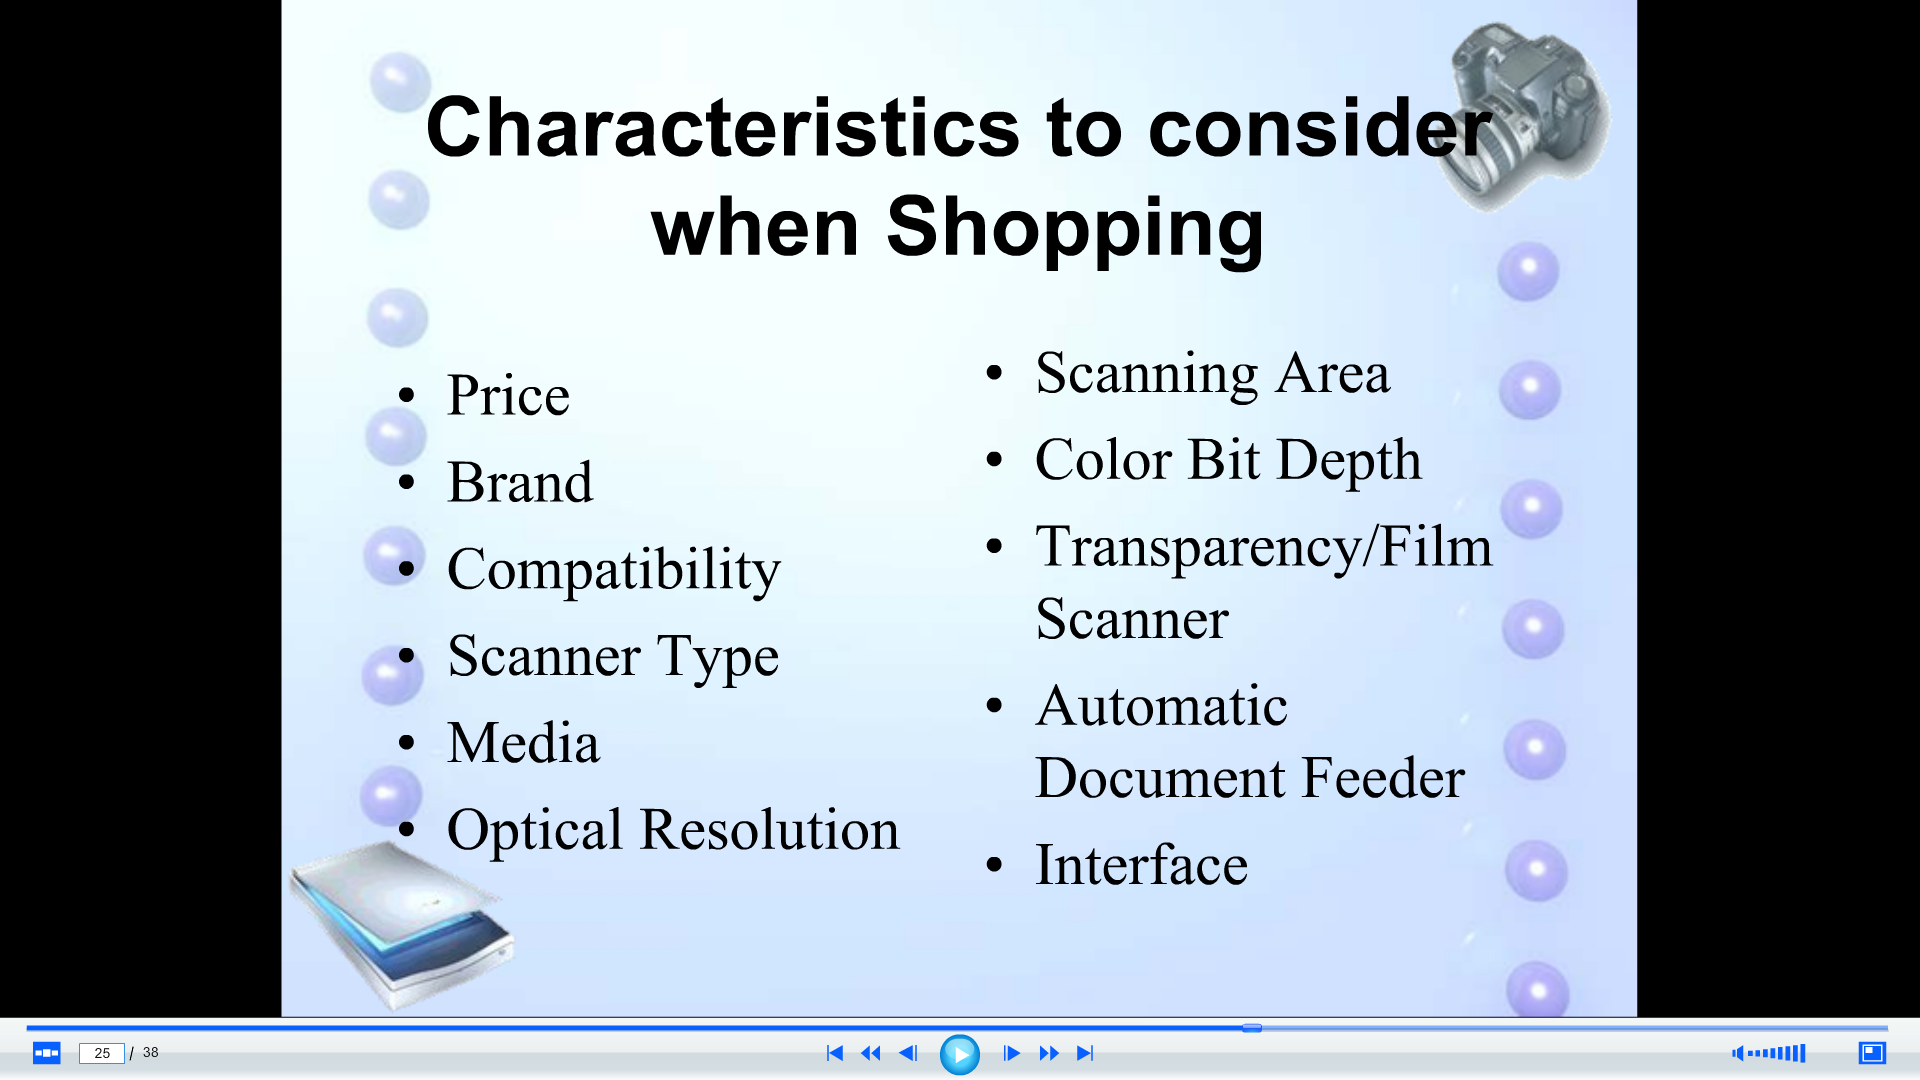 Characteristics to consider
when Shopping
• Price
• Brand
• Compatibility
• Scanner Type
• Media
• Optical Resolution
• Scanning Area
• Color Bit Depth
• Transparency/Film
Scanner
• Automatic
Document Feeder
• Interface
25 / 38